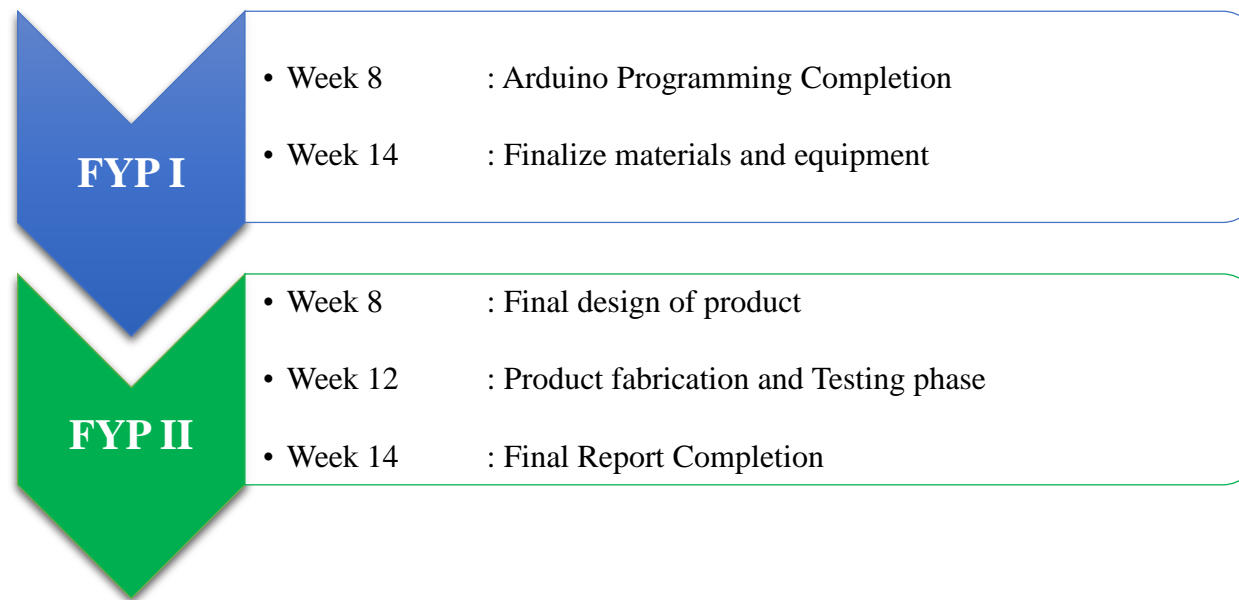 FYP I
• Week 8 : Arduino Programming Completion
• Week 14 : Finalize materials and equipment
FYP II
• Week 8 : Final design of product
• Week 12 : Product fabrication and Testing phase
• Week 14 : Final Report Completion